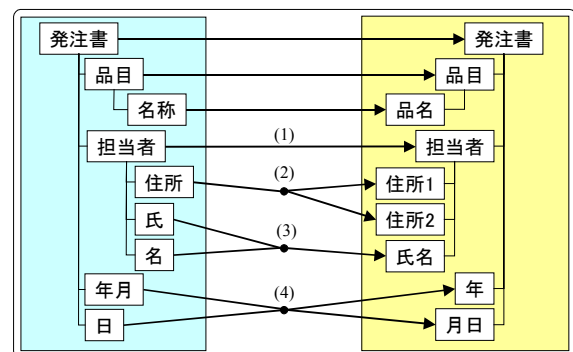 発注書 発注書
品目 品目
名称 品名
担当者 (1) 担当者
(2)
住所 住所1
住所2
氏
(3)
名 氏名
年月 (4) 年
日 月日